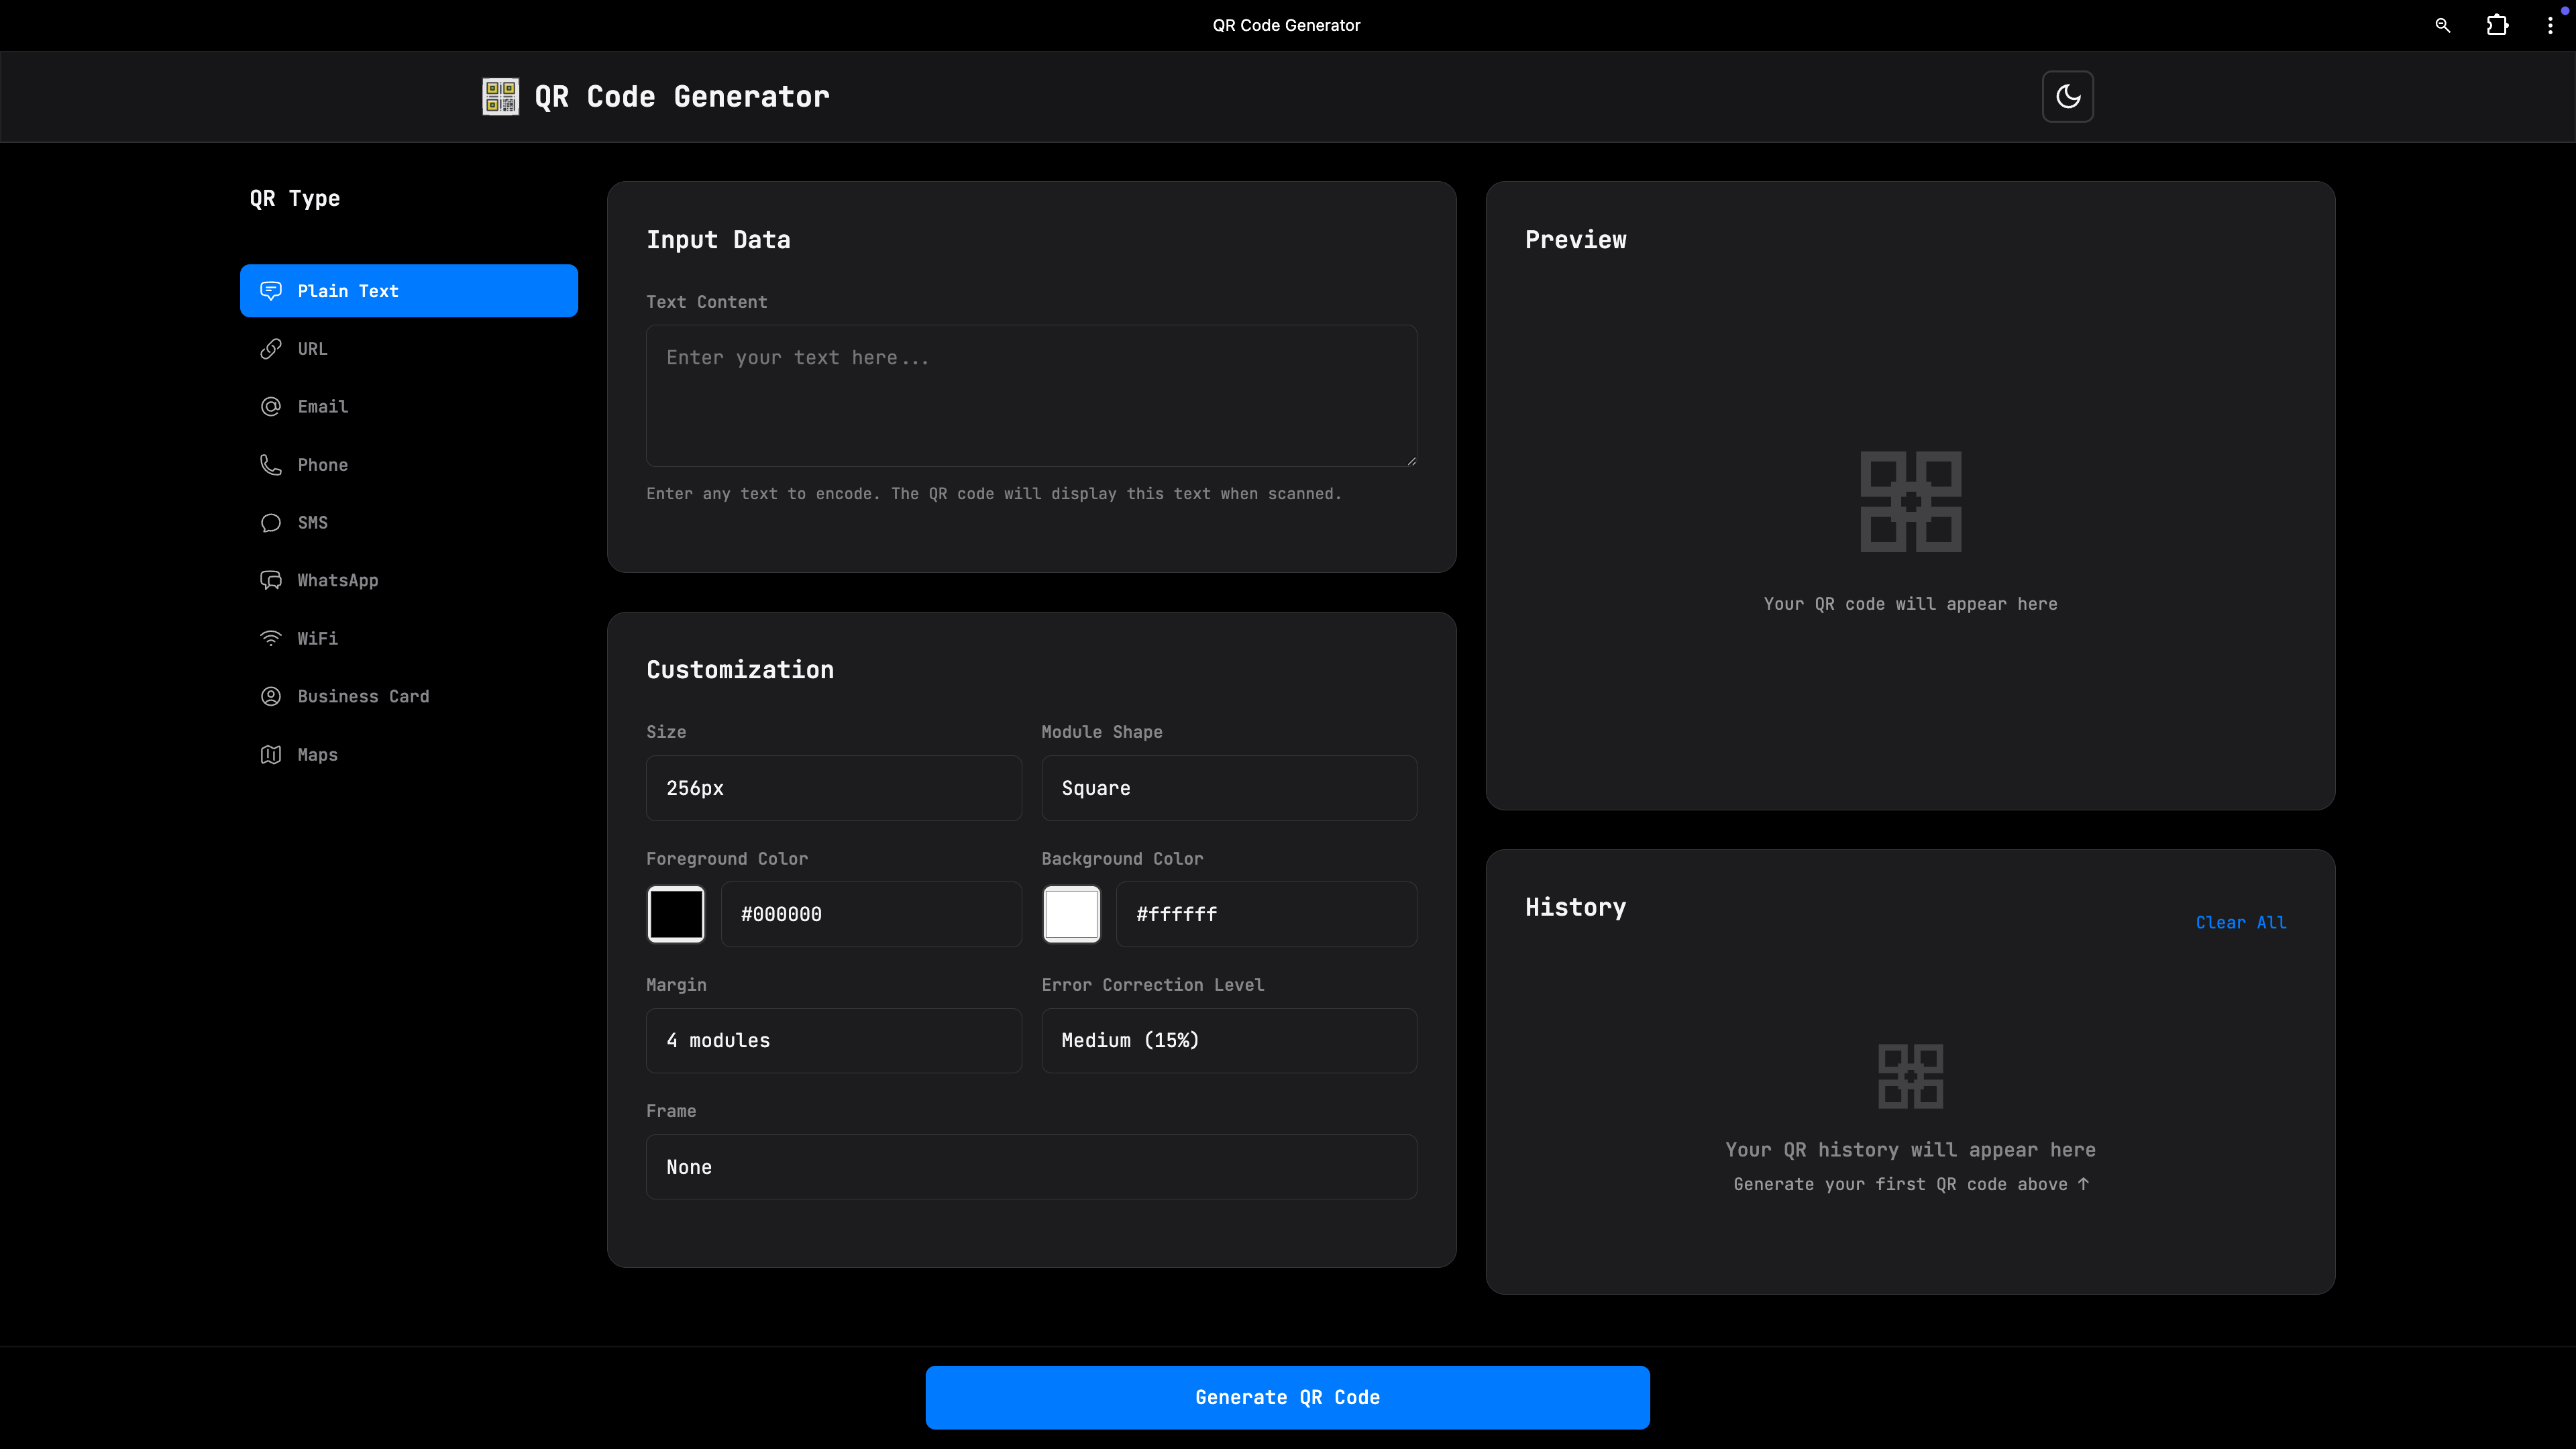 QR Code Generator
QR Code Generator
QR Type
Plain Text
URL
Email
Phone
SMS
WhatsApp
WiFi
Business Card
Maps
Input Data
Text Content
Enter your text here...
Enter any text to encode. The QR code will display this text when scanned.
Customization
Size
Module Shape
256px
Square
Foreground Color
Background Color
#000000
#ffffff
Margin
Error Correction Level
4 modules
Medium (15%)
Frame
None
Preview
Your QR code will appear here
History
Clear All
Your QR history will appear here
Generate your first QR code above ↑
Generate QR Code